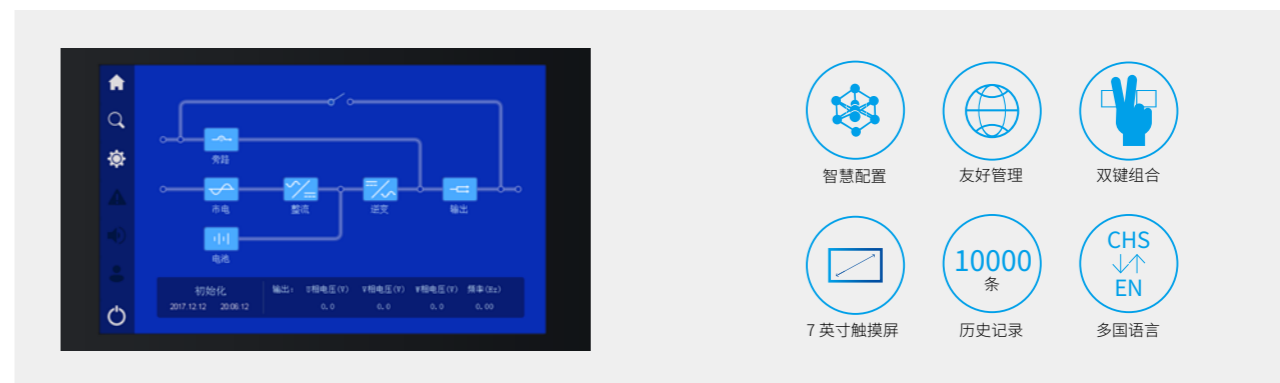 旁路
市电
整流
逆变
输出
电池
初始化
2017.12.12 20:06:12
输出: U相电压(V) V相电压(V) W相电压(V) 频率(Hz)
0.0 0.0 0.0 0.00
智慧配置
友好管理
双键组合
10000
条
CHS
EN
7 英寸触摸屏
历史记录
多国语言